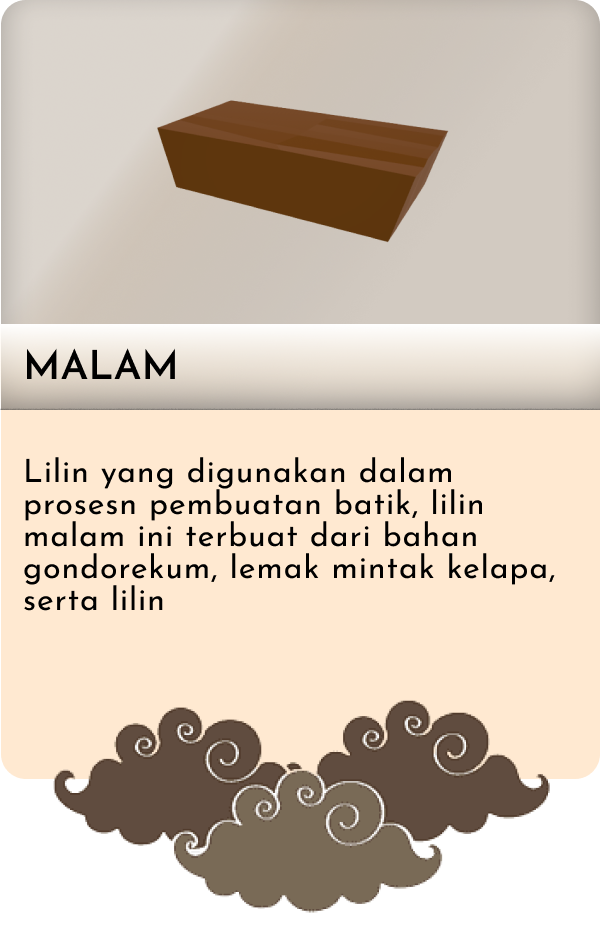 MALAM
Lilin yang digunakan dalam
prosesn pembuatan batik, lilin
malam ini terbuat dari bahan
gondorekum, lemak mintak kelapa,
serta lilin